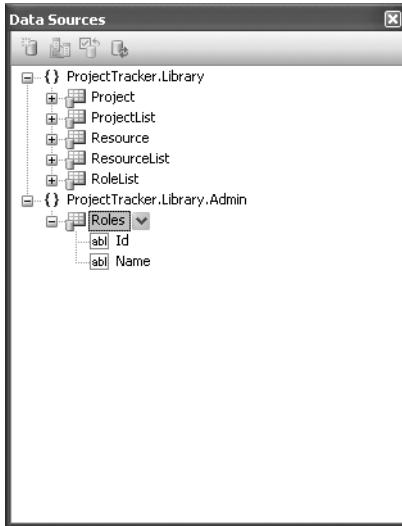 Data Sources
{} ProjectTracker.Library
Project
ProjectList
Resource
ResourceList
RoleList
{} ProjectTracker.Library.Admin
Roles
abl Id
abl Name